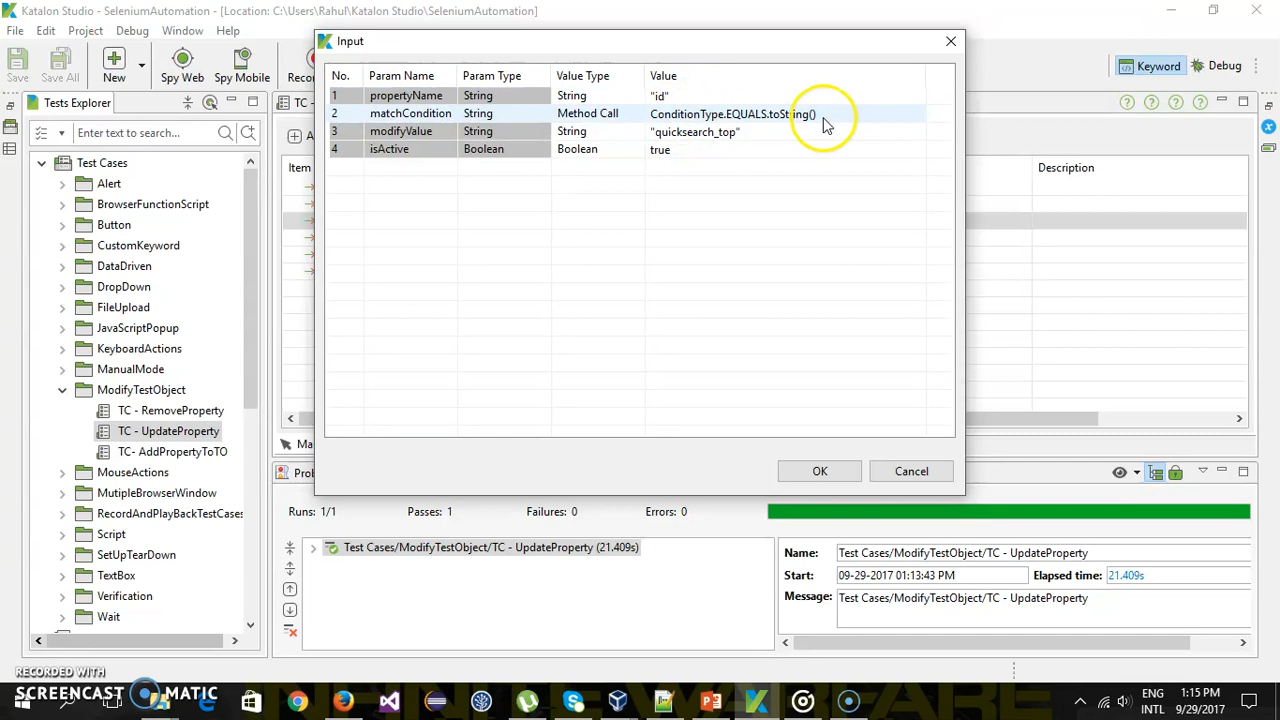 Katalon Studio - SeleniumAutomation - [Location: C:\Users\Rahul\Katalon Studio\SeleniumAutomation]
File Edit Project Debug Window Help
Save Save All New Spy Web Spy Mobile Recor
Keyword Debug
Input
No. Param Name Param Type Value Type Value
1 propertyName String String "id"
2 matchCondition String Method Call ConditionType.EQUALS.toString()
3 modifyValue String String "quicksearch_top"
4 isActive Boolean Boolean true
OK Cancel
Tests Explorer
TC -
Enter text to search...
Add
Item
Description
Test Cases
Alert
BrowserFunctionScript
Button
CustomKeyword
DataDriven
DropDown
FileUpload
JavaScriptPopup
KeyboardActions
ManualMode
ModifyTestObject
TC - RemoveProperty
TC - UpdateProperty
TC- AddPropertyToTO
MouseActions
MutipleBrowserWindow
RecordAndPlayBackTestCases
Script
SetUpTearDown
TextBox
Verification
Wait
Ma
Prob
Runs: 1/1 Passes: 1 Failures: 0 Errors: 0
Test Cases/ModifyTestObject/TC - UpdateProperty (21.409s)
Name: Test Cases/ModifyTestObject/TC - UpdateProperty
Start: 09-29-2017 01:13:43 PM Elapsed time: 21.409s
Message: Test Cases/ModifyTestObject/TC - UpdateProperty
RECORDED WITH
SCREENCAST MATIC
ENG
INTL
1:15 PM
9/29/2017